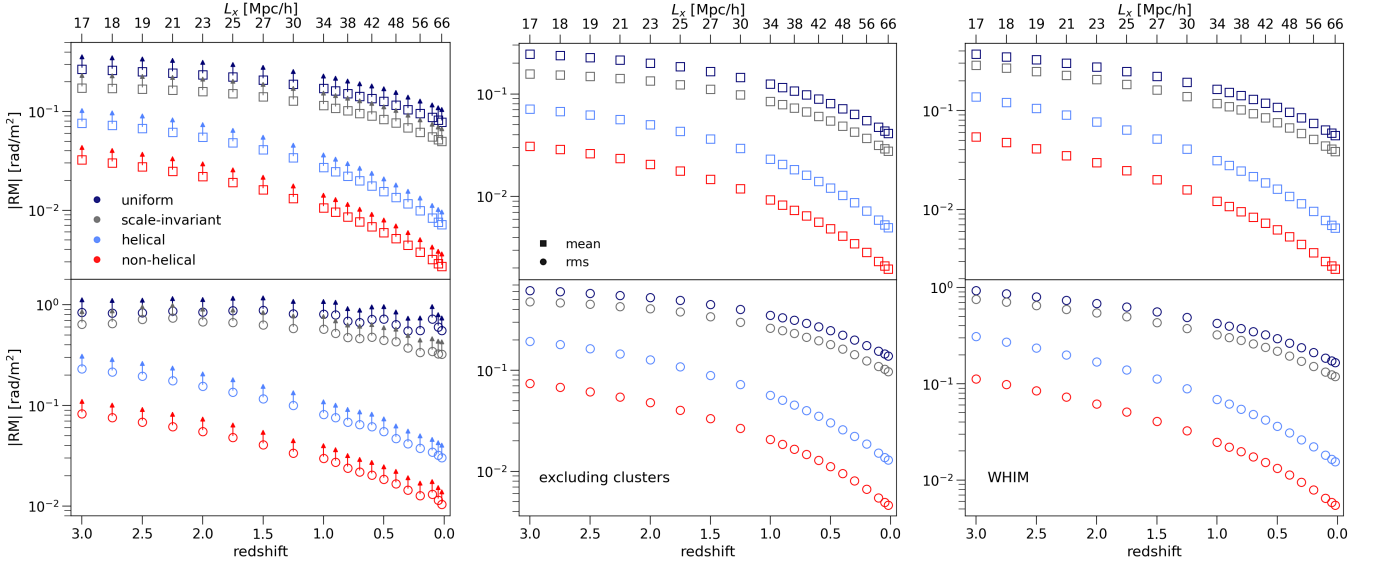 L_x [Mpc/h]
17 18 19 21 23 25 27 30 34 38 42 48 56 66
|RM| [rad/m²]
10⁻¹
10⁻²
uniform
scale-invariant
helical
non-helical
|RM| [rad/m²]
10⁰
10⁻¹
10⁻²
3.0 2.5 2.0 1.5 1.0 0.5 0.0
redshift
L_x [Mpc/h]
17 18 19 21 23 25 27 30 34 38 42 48 56 66
10⁻¹
10⁻²
mean
rms
10⁻¹
10⁻²
excluding clusters
3.0 2.5 2.0 1.5 1.0 0.5 0.0
redshift
L_x [Mpc/h]
17 18 19 21 23 25 27 30 34 38 42 48 56 66
10⁻¹
10⁻²
10⁰
10⁻¹
10⁻²
WHIM
3.0 2.5 2.0 1.5 1.0 0.5 0.0
redshift